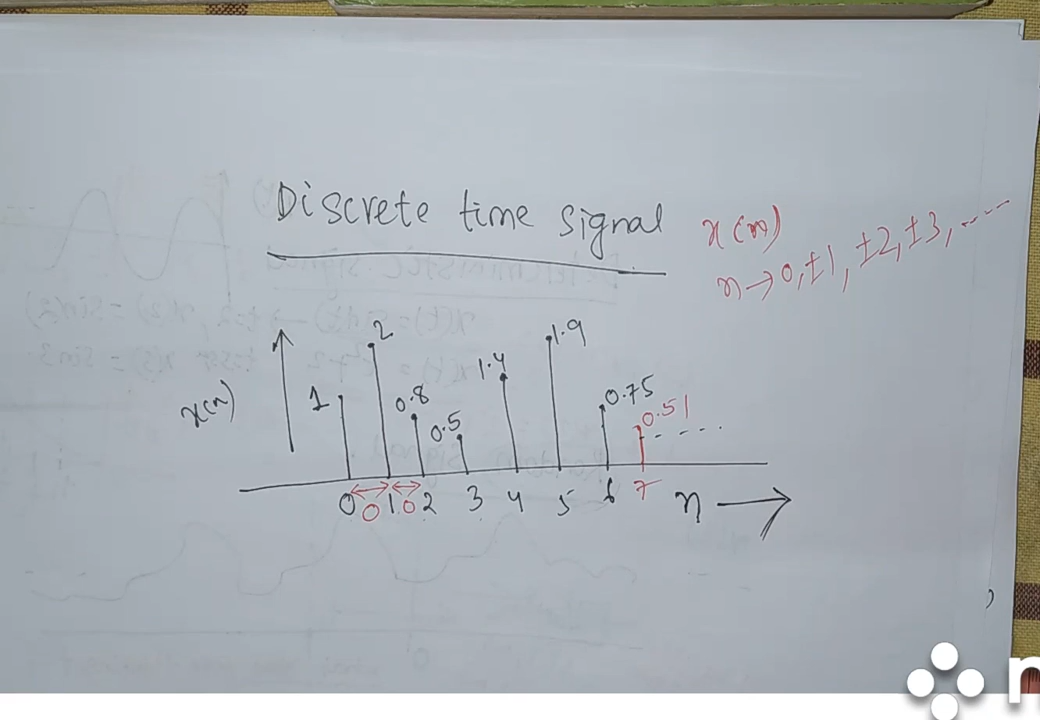 Discrete time signal x(n)
n→0,±1, ±2, ±3, ----
x(n) 1 2 0.8 0.5 1.4 1.9 0.75 0.51 ----
0 0 1 0 2 3 4 5 6 7 n →